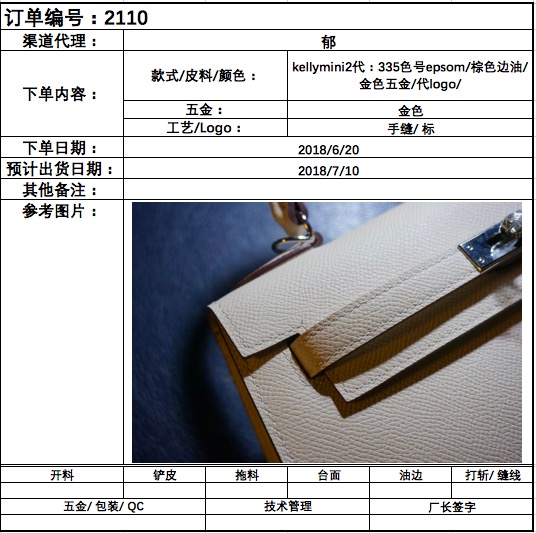 订单编号：2110
渠道代理：
郁
下单内容：
款式/皮料/颜色：
kellymini2代：335色号epsom/棕色边油/
金色五金/代logo/
五金：
金色
工艺/Logo：
手缝/ 标
下单日期：
2018/6/20
预计出货日期：
2018/7/10
其他备注：
参考图片：
开料
铲皮
拖料
台面
油边
打斩/ 缝线
五金/ 包装/ QC
技术管理
厂长签字